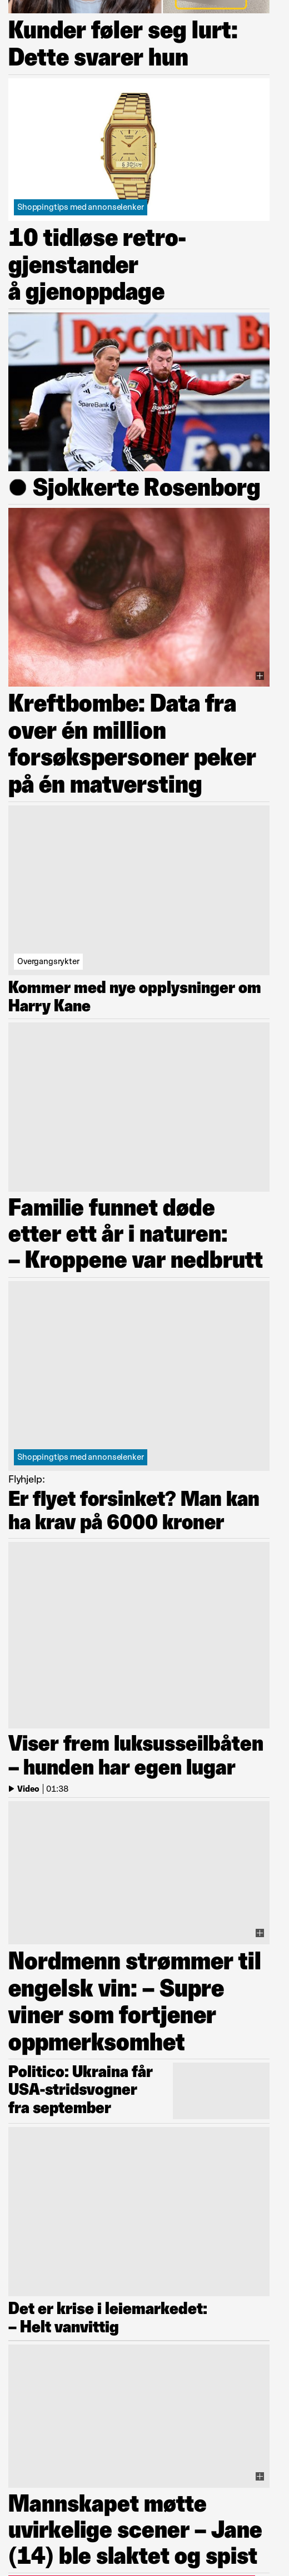 Kunder føler seg lurt:
Dette svarer hun
Shoppingtips med annonselenker
10 tidløse retro-
gjenstander
å gjenoppdage
DISCOUNT B
SpareBank
● Sjokkerte Rosenborg
Kreftbombe: Data fra
over én million
forsøkspersoner peker
på én matversting
Overgangsrykter
Kommer med nye opplysninger om
Harry Kane
Familie funnet døde
etter ett år i naturen:
– Kroppene var nedbrutt
Shoppingtips med annonselenker
Flyhjelp:
Er flyet forsinket? Man kan
ha krav på 6000 kroner
Viser frem luksusseilbåten
– hunden har egen lugar
Video | 01:38
Nordmenn strømmer til
engelsk vin: – Supre
viner som fortjener
oppmerksomhet
Politico: Ukraina får
USA-stridsvogner
fra september
Det er krise i leiemarkedet:
– Helt vanvittig
Mannskapet møtte
uvirkelige scener – Jane
(14) ble slaktet og spist